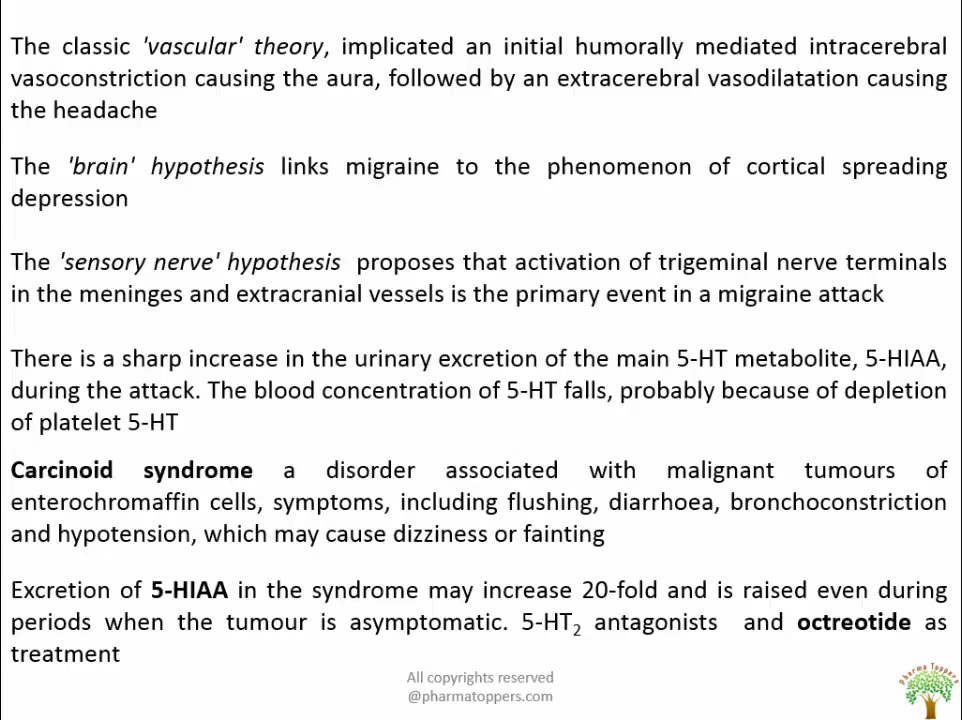 The classic 'vascular' theory, implicated an initial humorally mediated intracerebral
vasoconstriction causing the aura, followed by an extracerebral vasodilatation causing
the headache
The 'brain' hypothesis links migraine to the phenomenon of cortical spreading
depression
The 'sensory nerve' hypothesis proposes that activation of trigeminal nerve terminals
in the meninges and extracranial vessels is the primary event in a migraine attack
There is a sharp increase in the urinary excretion of the main 5-HT metabolite, 5-HIAA,
during the attack. The blood concentration of 5-HT falls, probably because of depletion
of platelet 5-HT
Carcinoid syndrome a disorder associated with malignant tumours of
enterochromaffin cells, symptoms, including flushing, diarrhoea, bronchoconstriction
and hypotension, which may cause dizziness or fainting
Excretion of 5-HIAA in the syndrome may increase 20-fold and is raised even during
periods when the tumour is asymptomatic. 5-HT2 antagonists and octreotide as
treatment
All copyrights reserved
@pharmatoppers.com
Pharma Toppers